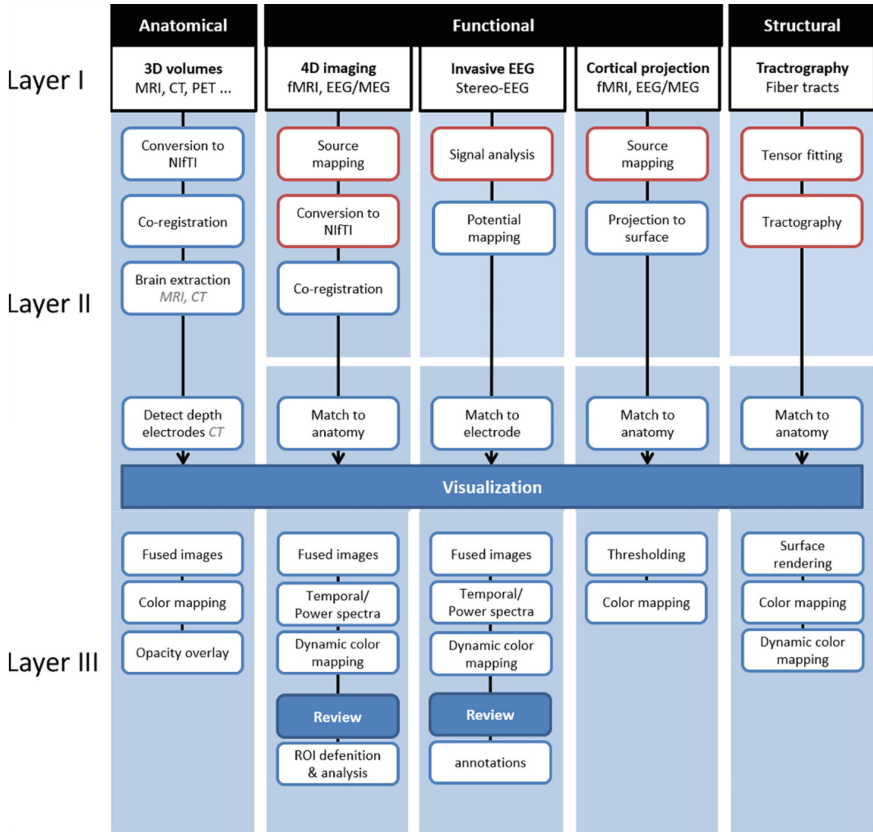 Anatomical
Functional
Structural
Layer I
3D volumes
MRI, CT, PET ...
4D imaging
fMRI, EEG/MEG
Invasive EEG
Stereo-EEG
Cortical projection
fMRI, EEG/MEG
Tractrography
Fiber tracts
Layer II
Conversion to
NIfTI
Co-registration
Brain extraction
MRI, CT
Detect depth
electrodes CT
Source
mapping
Conversion to
NIfTI
Co-registration
Match to
anatomy
Signal analysis
Potential
mapping
Match to
electrode
Source
mapping
Projection to
surface
Match to
anatomy
Tensor fitting
Tractography
Match to
anatomy
Visualization
Layer III
Fused images
Color mapping
Opacity overlay
Fused images
Temporal/
Power spectra
Dynamic color
mapping
Review
ROI defenition
& analysis
Fused images
Temporal/
Power spectra
Dynamic color
mapping
Review
annotations
Thresholding
Color mapping
Surface
rendering
Color mapping
Dynamic color
mapping